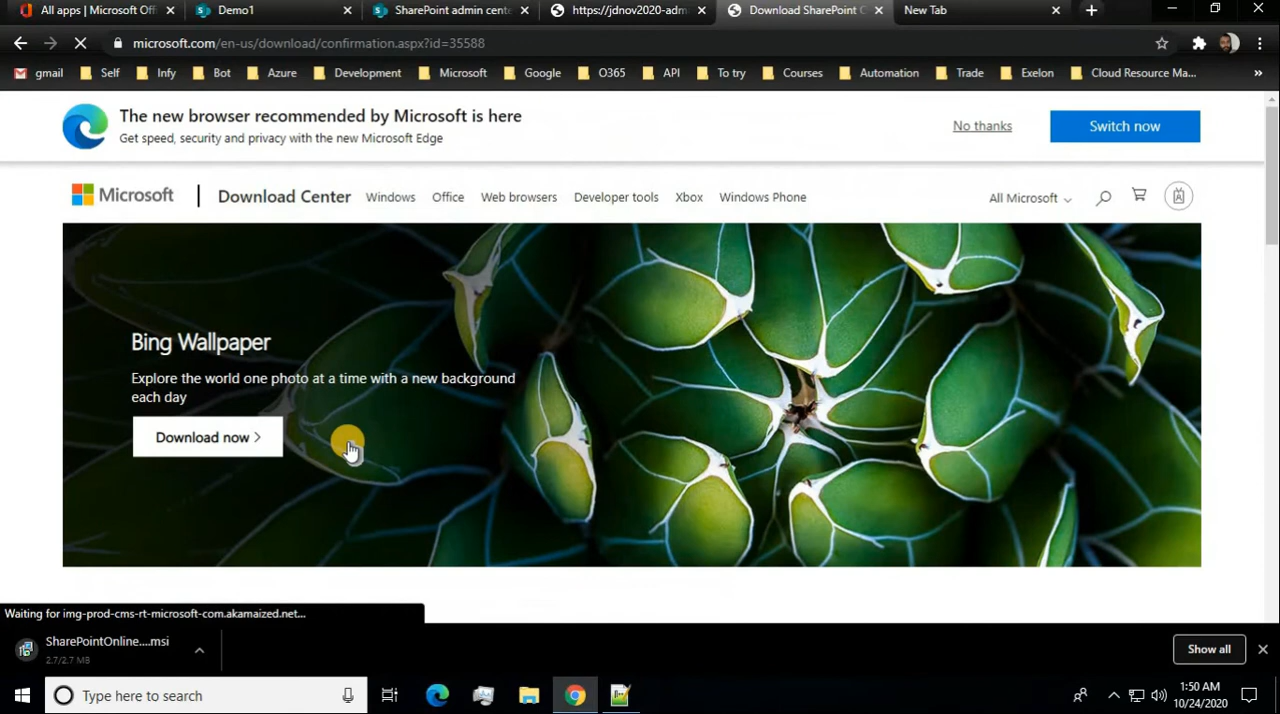 All apps | Microsoft Off
Demo1
SharePoint admin cente
https://jdnov2020-adm
Download SharePoint C
New Tab
microsoft.com/en-us/download/confirmation.aspx?id=35588
gmail
Self
Infy
Bot
Azure
Development
Microsoft
Google
O365
API
To try
Courses
Automation
Trade
Exelon
Cloud Resource Ma...
»
The new browser recommended by Microsoft is here
Get speed, security and privacy with the new Microsoft Edge
No thanks
Switch now
Microsoft
Download Center
Windows
Office
Web browsers
Developer tools
Xbox
Windows Phone
All Microsoft
Bing Wallpaper
Explore the world one photo at a time with a new background
each day
Download now
Waiting for img-prod-cms-rt-microsoft-com.akamaized.net...
SharePointOnline....msi
2.7/2.7 MB
Show all
Type here to search
1:50 AM
10/24/2020